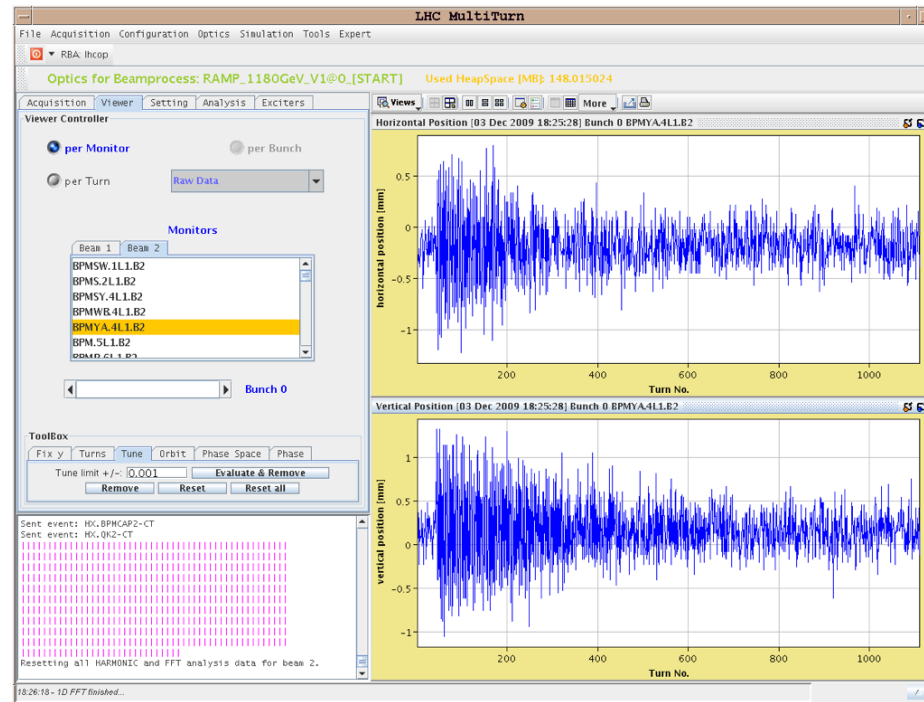 LHC MultiTurn
File Acquisition Configuration Optics Simulation Tools Expert
RBA: lhcop
Optics for Beamprocess: RAMP_1180GeV_V1@0_[START] Used HeapSpace [MB]: 148.015024
Acquisition Viewer Setting Analysis Exciters
Viewer Controller
per Monitor per Bunch
per Turn Raw Data
Monitors
Beam 1 Beam 2
BPMSW.1L1.B2
BPMS.2L1.B2
BPMSY.4L1.B2
BPMWB.4L1.B2
BPMYA.4L1.B2
BPM.5L1.B2
BPMR.6L1.B2
Bunch 0
ToolBox
Fix y Turns Tune Orbit Phase Space Phase
Tune limit +/-: 0.001 Evaluate & Remove
Remove Reset Reset all
Sent event: HX.BPMCAP2-CT
Sent event: HX.QK2-CT
Resetting all HARMONIC and FFT analysis data for beam 2.
18:26:18 - 1D FFT finished...
Views More
Horizontal Position [03 Dec 2009 18:25:28] Bunch 0 BPMYA.4L1.B2
horizontal position [mm]
0.5
0
-0.5
-1
200 400 600 800 1000
Turn No.
Vertical Position [03 Dec 2009 18:25:28] Bunch 0 BPMYA.4L1.B2
vertical position [mm]
1
0.5
0
-0.5
-1
200 400 600 800 1000
Turn No.